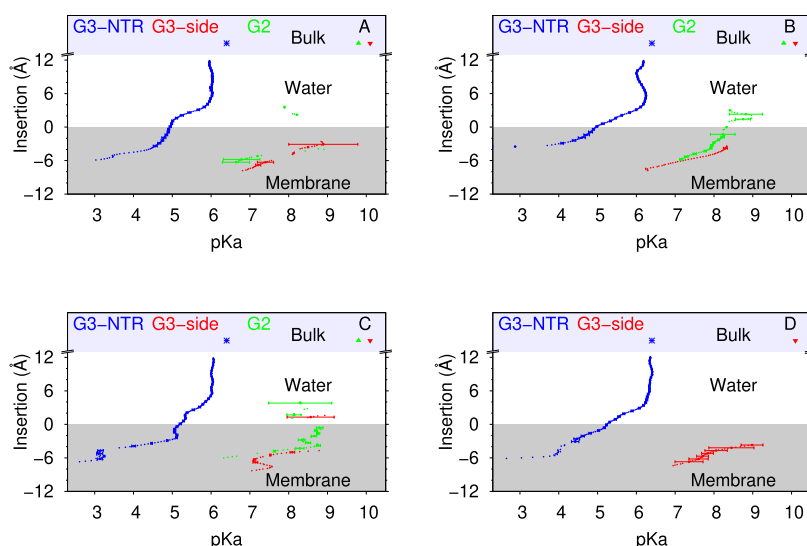 G3−NTR G3−side G2 Bulk A
12
6
0
−6
−12
Insertion (Å)
Water
Membrane
3 4 5 6 7 8 9 10
pKa
G3−NTR G3−side G2 Bulk B
12
6
0
−6
−12
Insertion (Å)
Water
Membrane
3 4 5 6 7 8 9 10
pKa
G3−NTR G3−side G2 Bulk C
12
6
0
−6
−12
Insertion (Å)
Water
Membrane
3 4 5 6 7 8 9 10
pKa
G3−NTR G3−side Bulk D
12
6
0
−6
−12
Insertion (Å)
Water
Membrane
3 4 5 6 7 8 9 10
pKa